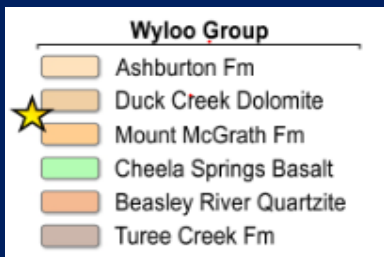 Wyloo Group
Ashburton Fm
Duck Creek Dolomite
Mount McGrath Fm
Cheela Springs Basalt
Beasley River Quartzite
Turee Creek Fm